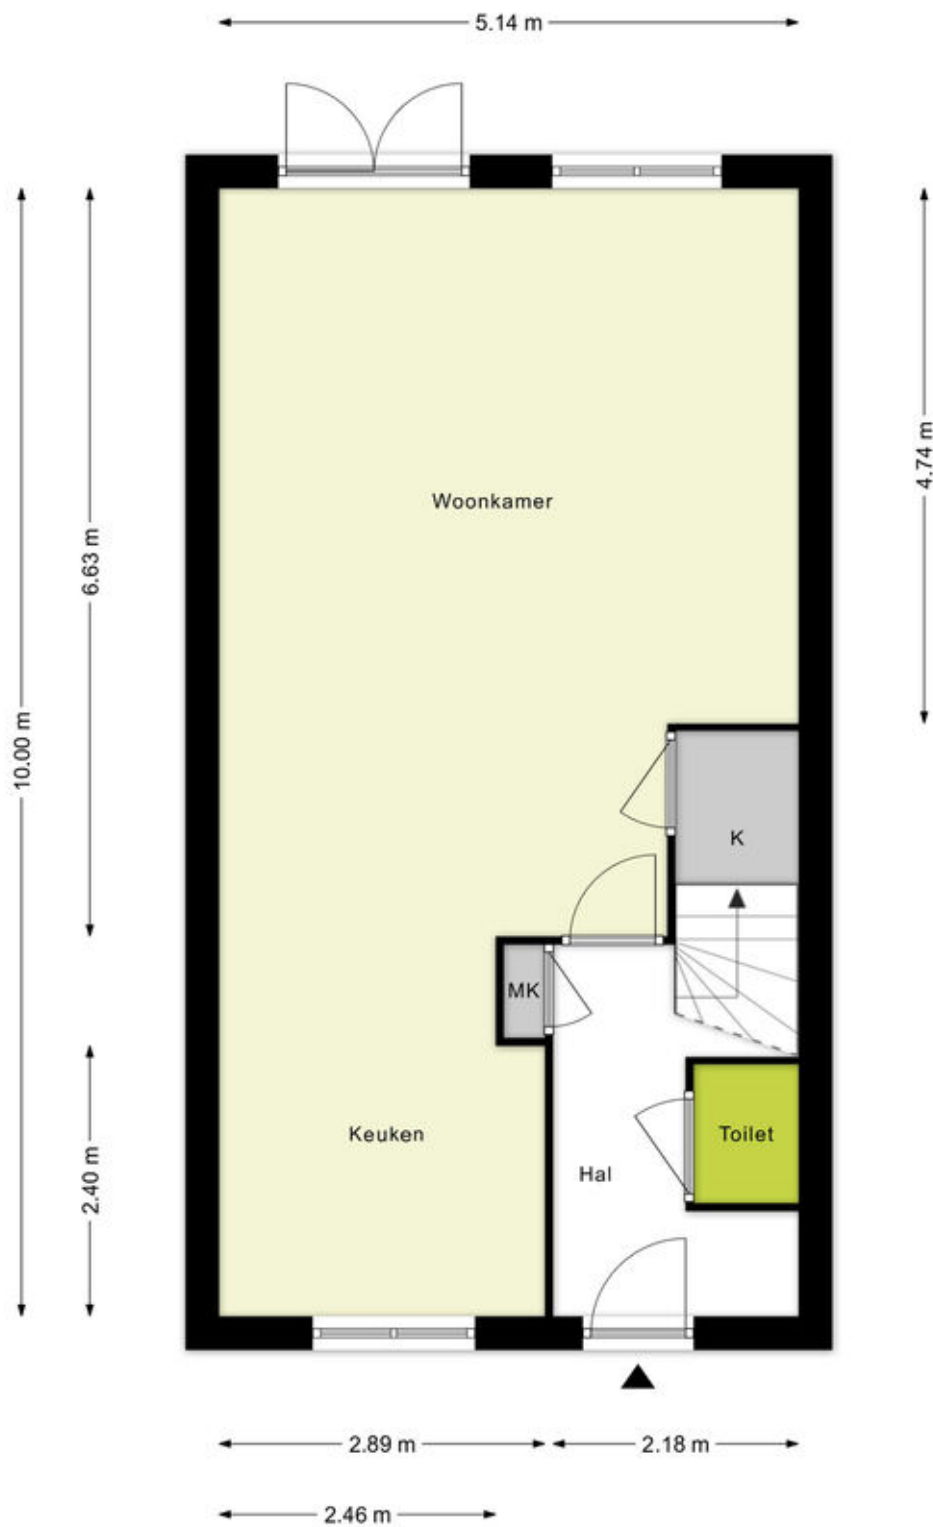 5.14 m
4.74 m
Woonkamer
6.63 m
10.00 m
K
MK
Keuken
Toilet
2.40 m
Hal
2.89 m
2.18 m
2.46 m